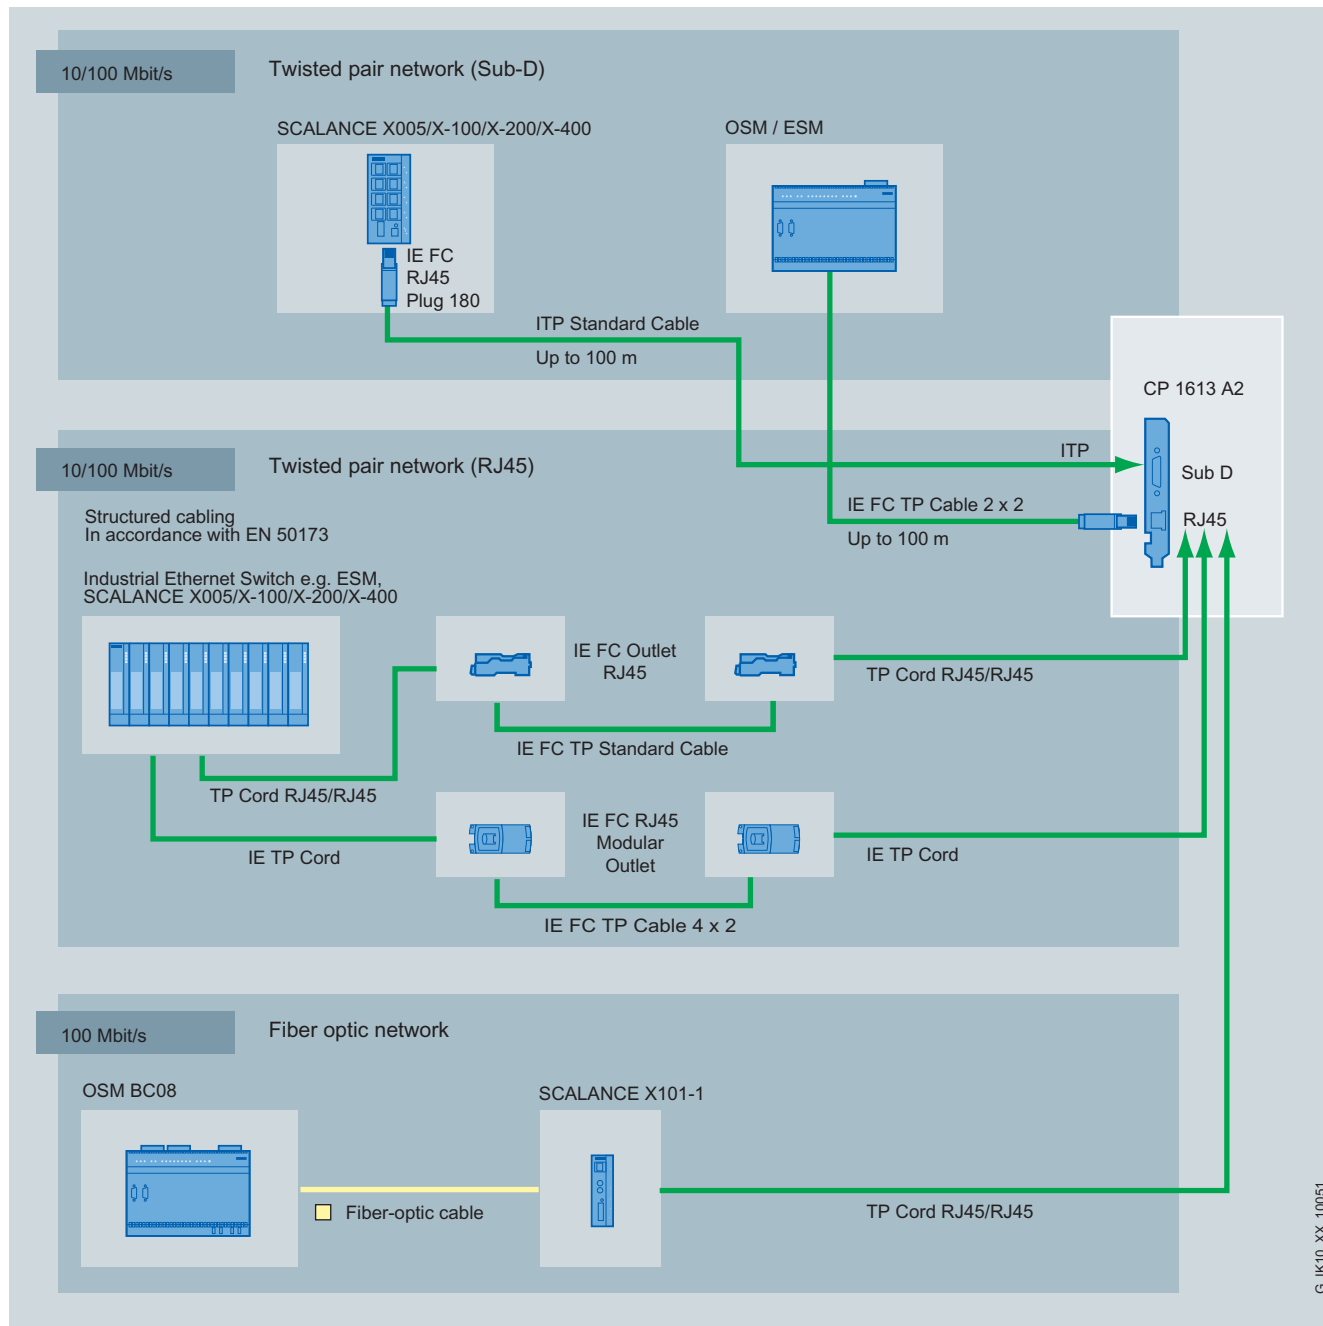 10/100 Mbit/s
Twisted pair network (Sub-D)
SCALANCE X005/X-100/X-200/X-400
OSM / ESM
IE FC
RJ45
Plug 180
ITP Standard Cable
Up to 100 m
CP 1613 A2
ITP
Sub D
10/100 Mbit/s
Twisted pair network (RJ45)
IE FC TP Cable 2 x 2
Up to 100 m
RJ45
Structured cabling
In accordance with EN 50173
Industrial Ethernet Switch e.g. ESM,
SCALANCE X005/X-100/X-200/X-400
IE FC Outlet
RJ45
TP Cord RJ45/RJ45
IE FC TP Standard Cable
TP Cord RJ45/RJ45
IE FC RJ45
Modular
Outlet
IE TP Cord
IE TP Cord
IE FC TP Cable 4 x 2
100 Mbit/s
Fiber optic network
OSM BC08
SCALANCE X101-1
Fiber-optic cable
TP Cord RJ45/RJ45
G_IK10_XX_10051